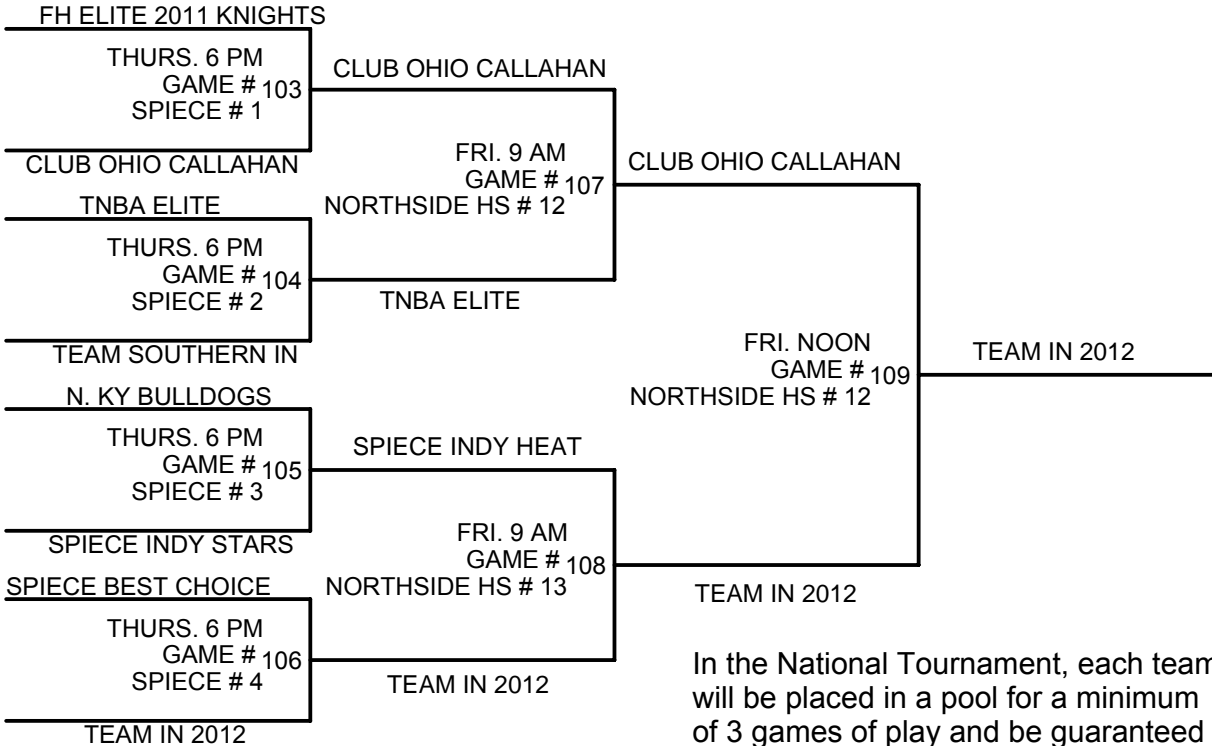 FH ELITE 2011 KNIGHTS
THURS. 6 PM
GAME # 103
SPIECE # 1
CLUB OHIO CALLAHAN
CLUB OHIO CALLAHAN
FRI. 9 AM
GAME # 107
NORTHSIDE HS # 12
CLUB OHIO CALLAHAN
TNBA ELITE
THURS. 6 PM
GAME # 104
SPIECE # 2
TEAM SOUTHERN IN
TNBA ELITE
FRI. NOON
GAME # 109
NORTHSIDE HS # 12
TEAM IN 2012
N. KY BULLDOGS
THURS. 6 PM
GAME # 105
SPIECE # 3
SPIECE INDY STARS
SPIECE INDY HEAT
FRI. 9 AM
GAME # 108
NORTHSIDE HS # 13
TEAM IN 2012
SPIECE BEST CHOICE
THURS. 6 PM
GAME # 106
SPIECE # 4
TEAM IN 2012
TEAM IN 2012
In the National Tournament, each team
will be placed in a pool for a minimum
of 3 games of play and be guaranteed